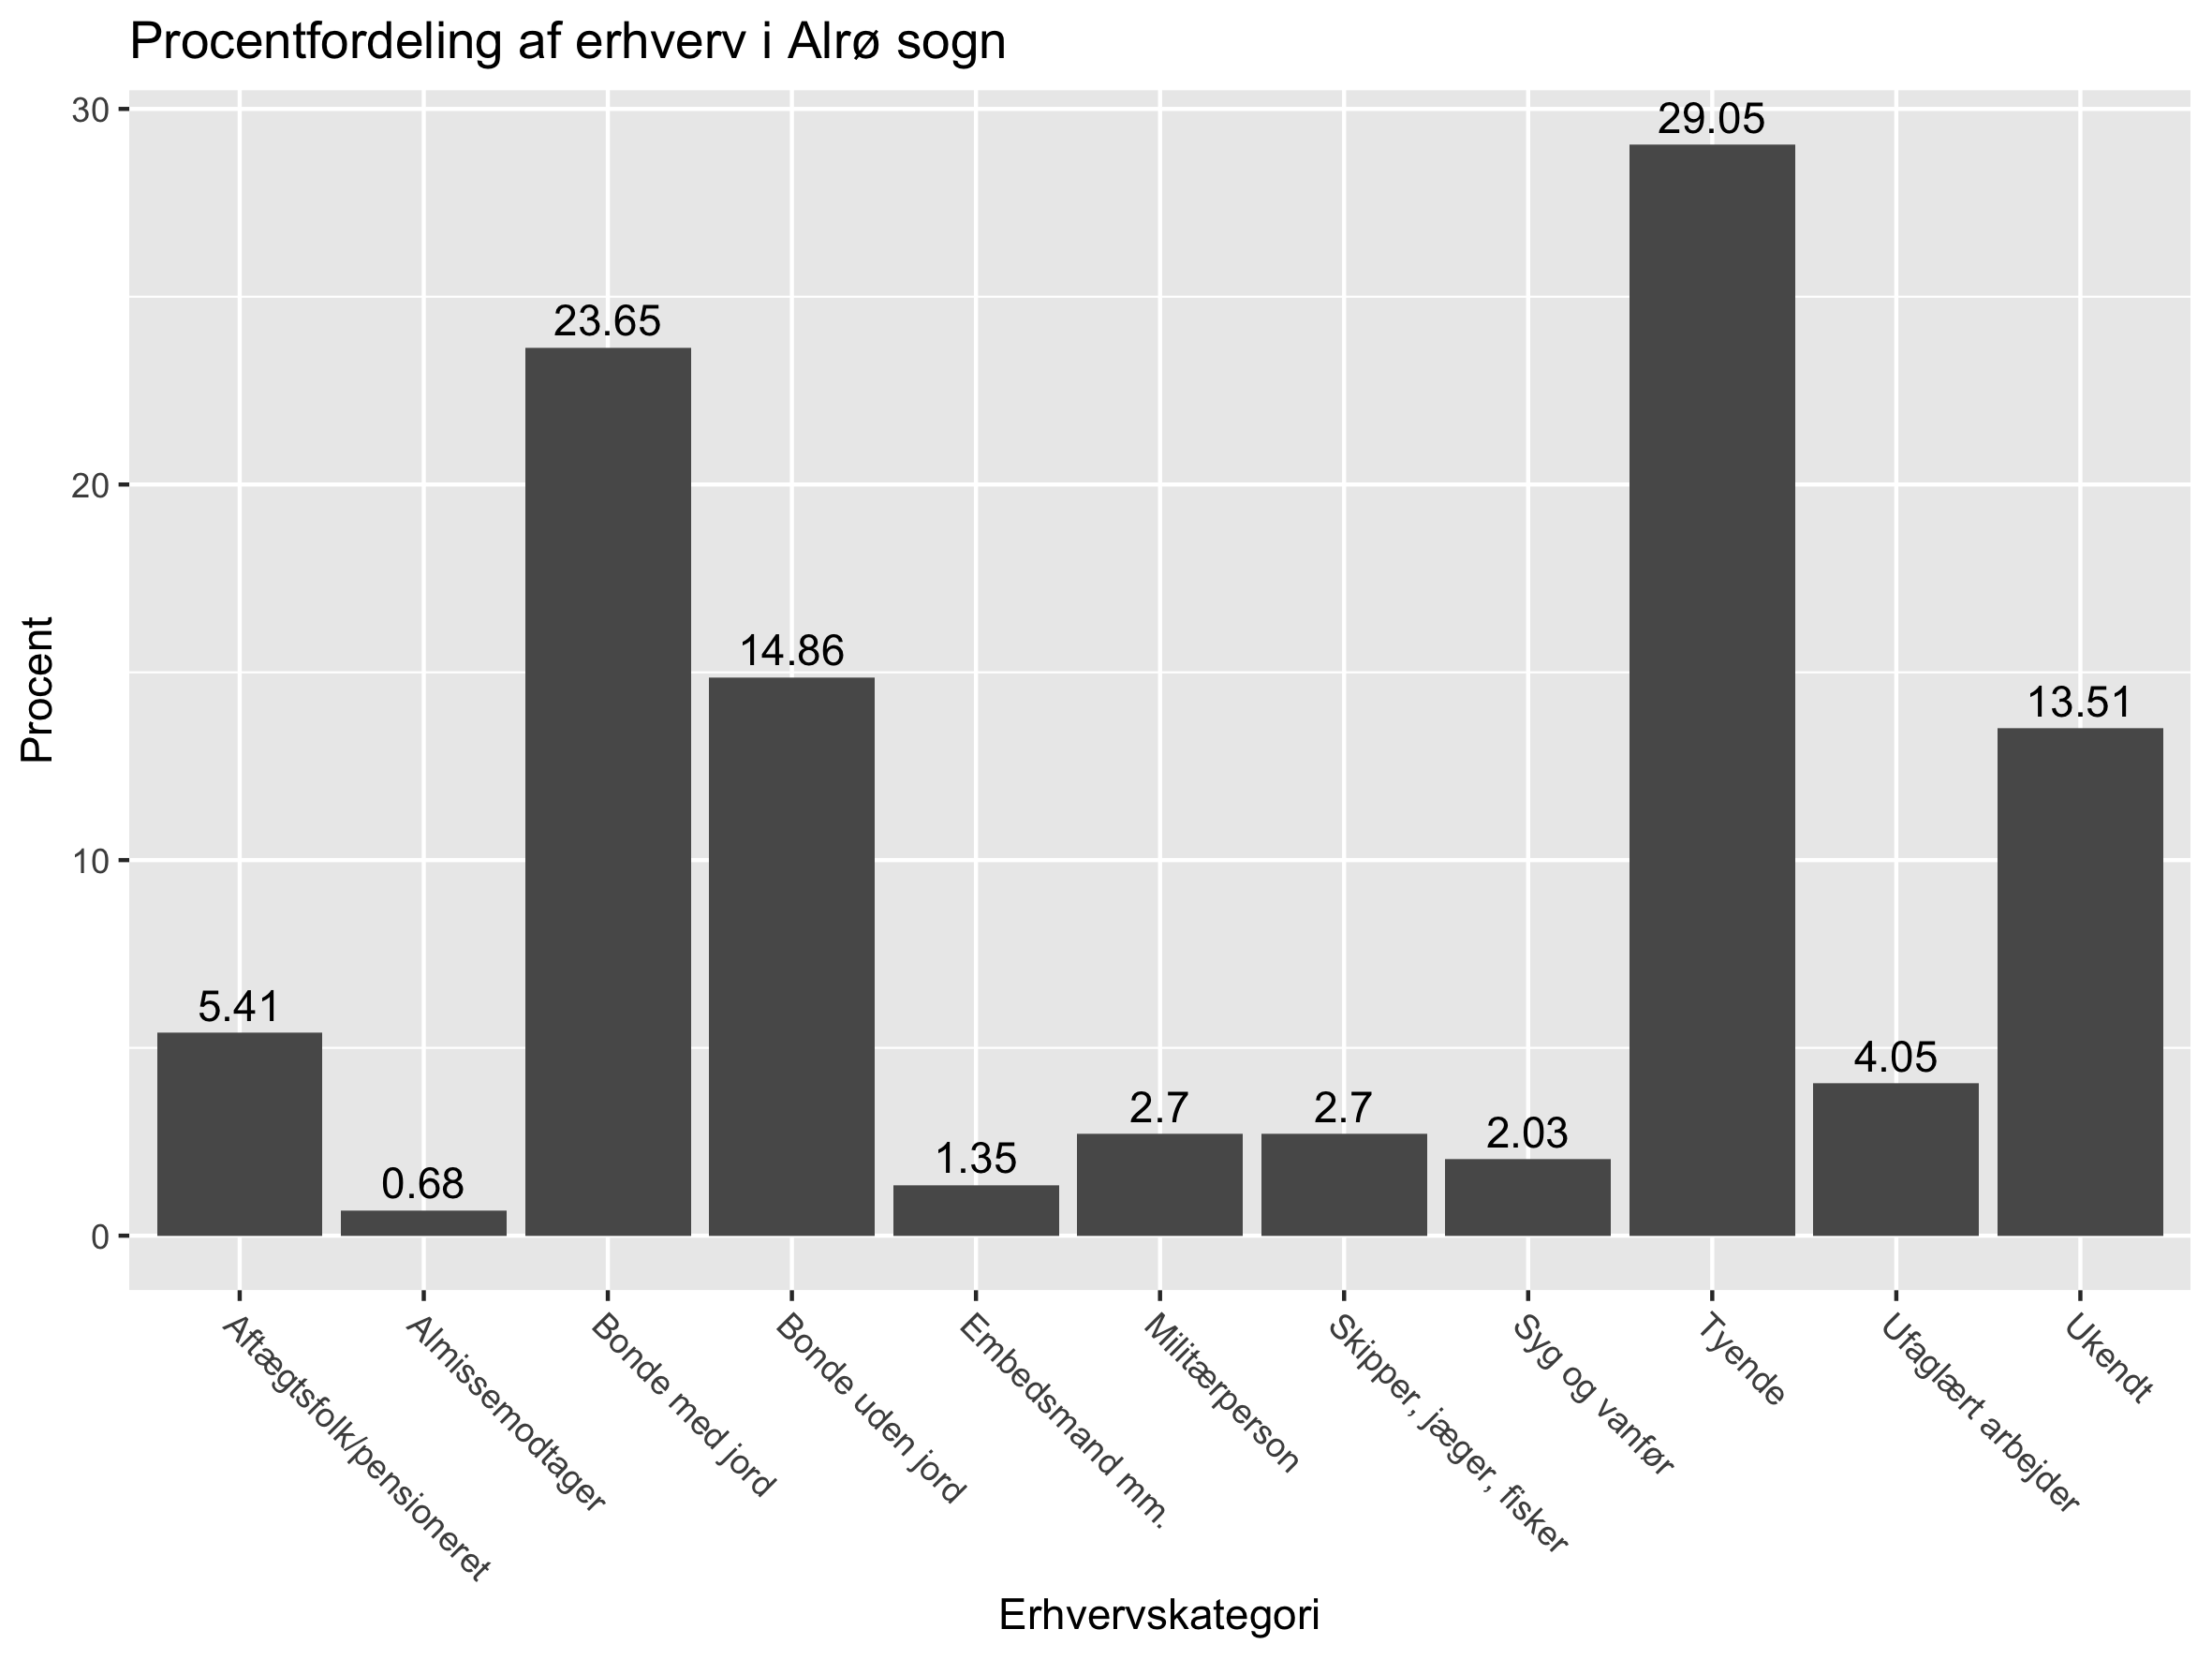 Procentfordeling af erhverv i Alrø sogn
30
20
10
0
Procent
5.41
0.68
23.65
14.86
1.35
2.7
2.7
2.03
29.05
4.05
13.51
Aftægtsfolk/pensioneret
Almissemodtager
Bonde med jord
Bonde uden jord
Embedsmand mm.
Militærperson
Skipper, jæger, fisker
Syg og vanfør
Tyende
Ufaglært arbejder
Ukendt
Erhvervskategori